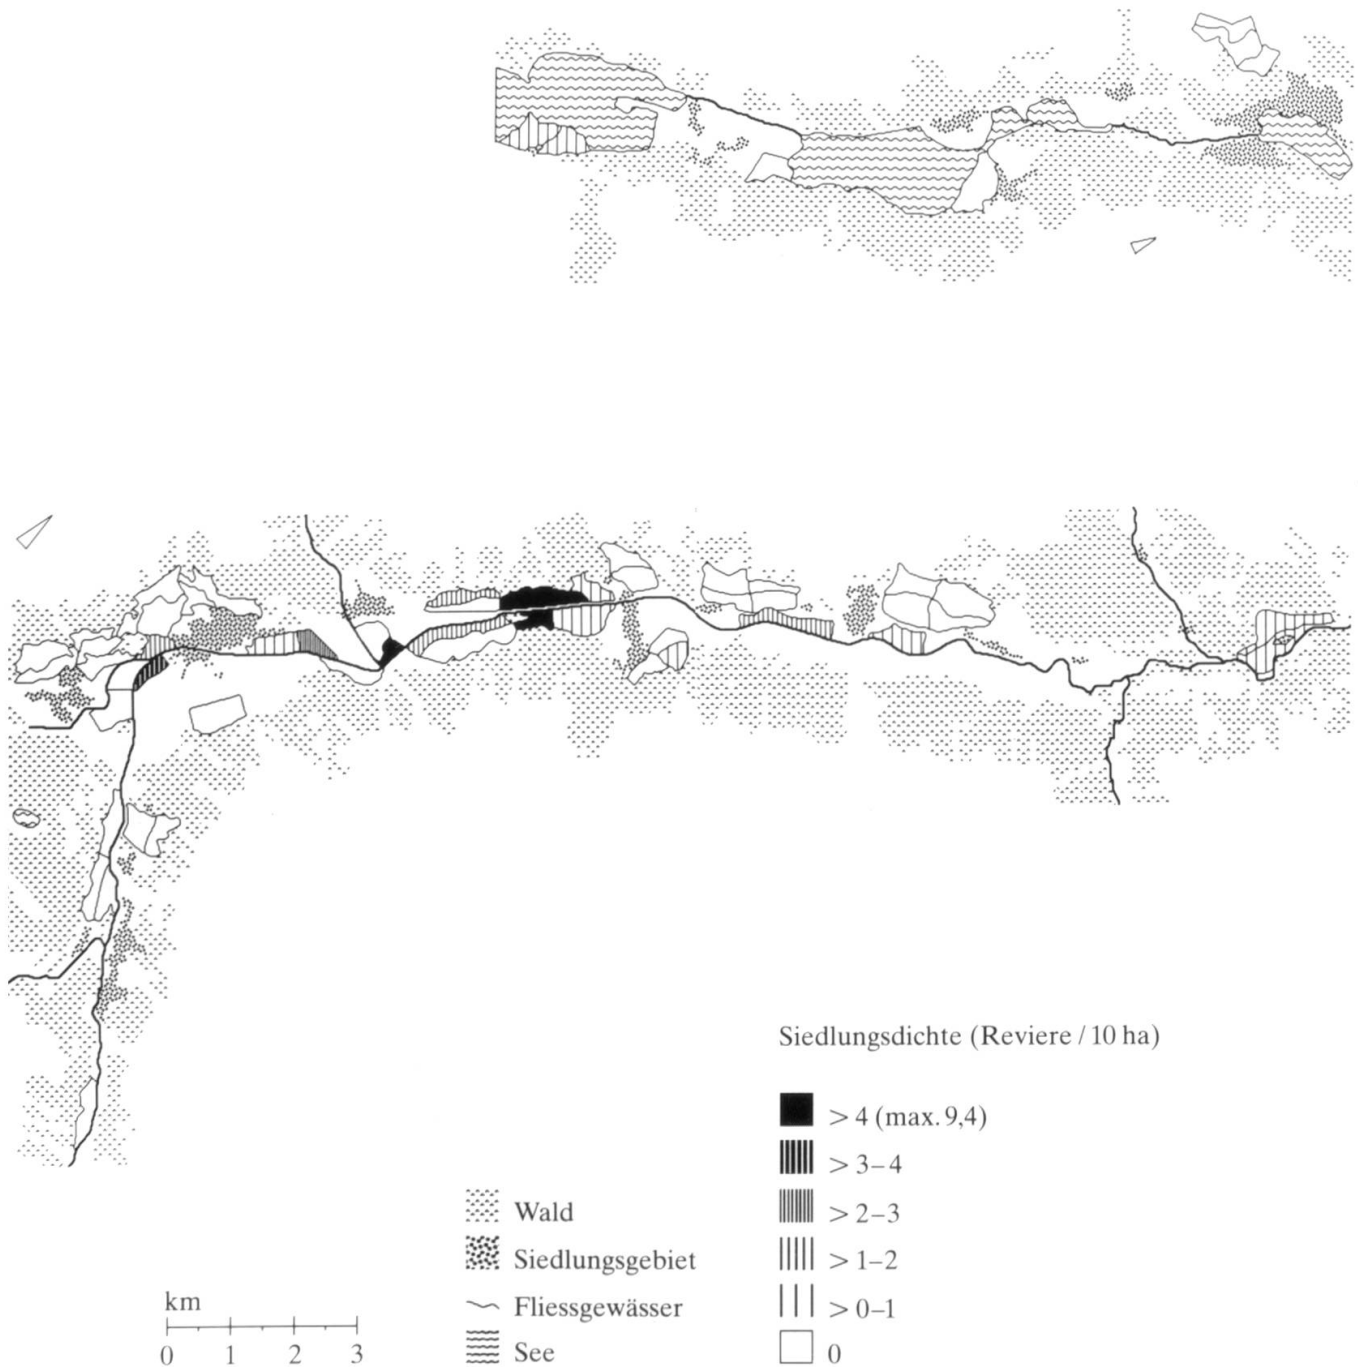 Siedlungsdichte (Reviere / 10 ha)
> 4 (max. 9,4)
> 3–4
> 2–3
> 1–2
> 0–1
0
Wald
Siedlungsgebiet
Fliessgewässer
See
km
0 1 2 3